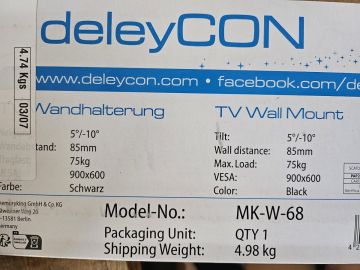 deleyCON
4.74 Kgs
03/07
www.deleycon.com • facebook.com/de
Wandhalterung
TV Wall Mount
5°/-10°
Tilt: 5°/-10°
85mm
Wall distance: 85mm
75kg
Max. Load: 75kg
900x600
VESA: 900x600
Farbe: Schwarz
Color: Black
GmbH & Co. KG
13581 Berlin
Germany
Model-No.: MK-W-68
Packaging Unit: QTY 1
Shipping Weight: 4.98 kg